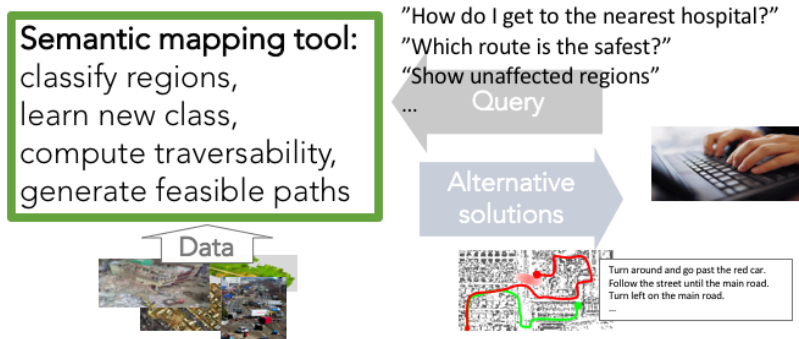 Semantic mapping tool:
classify regions,
learn new class,
compute traversability,
generate feasible paths
”How do I get to the nearest hospital?”
”Which route is the safest?”
“Show unaffected regions”
...
Query
Alternative
solutions
Data
Turn around and go past the red car.
Follow the street until the main road.
Turn left on the main road.
...